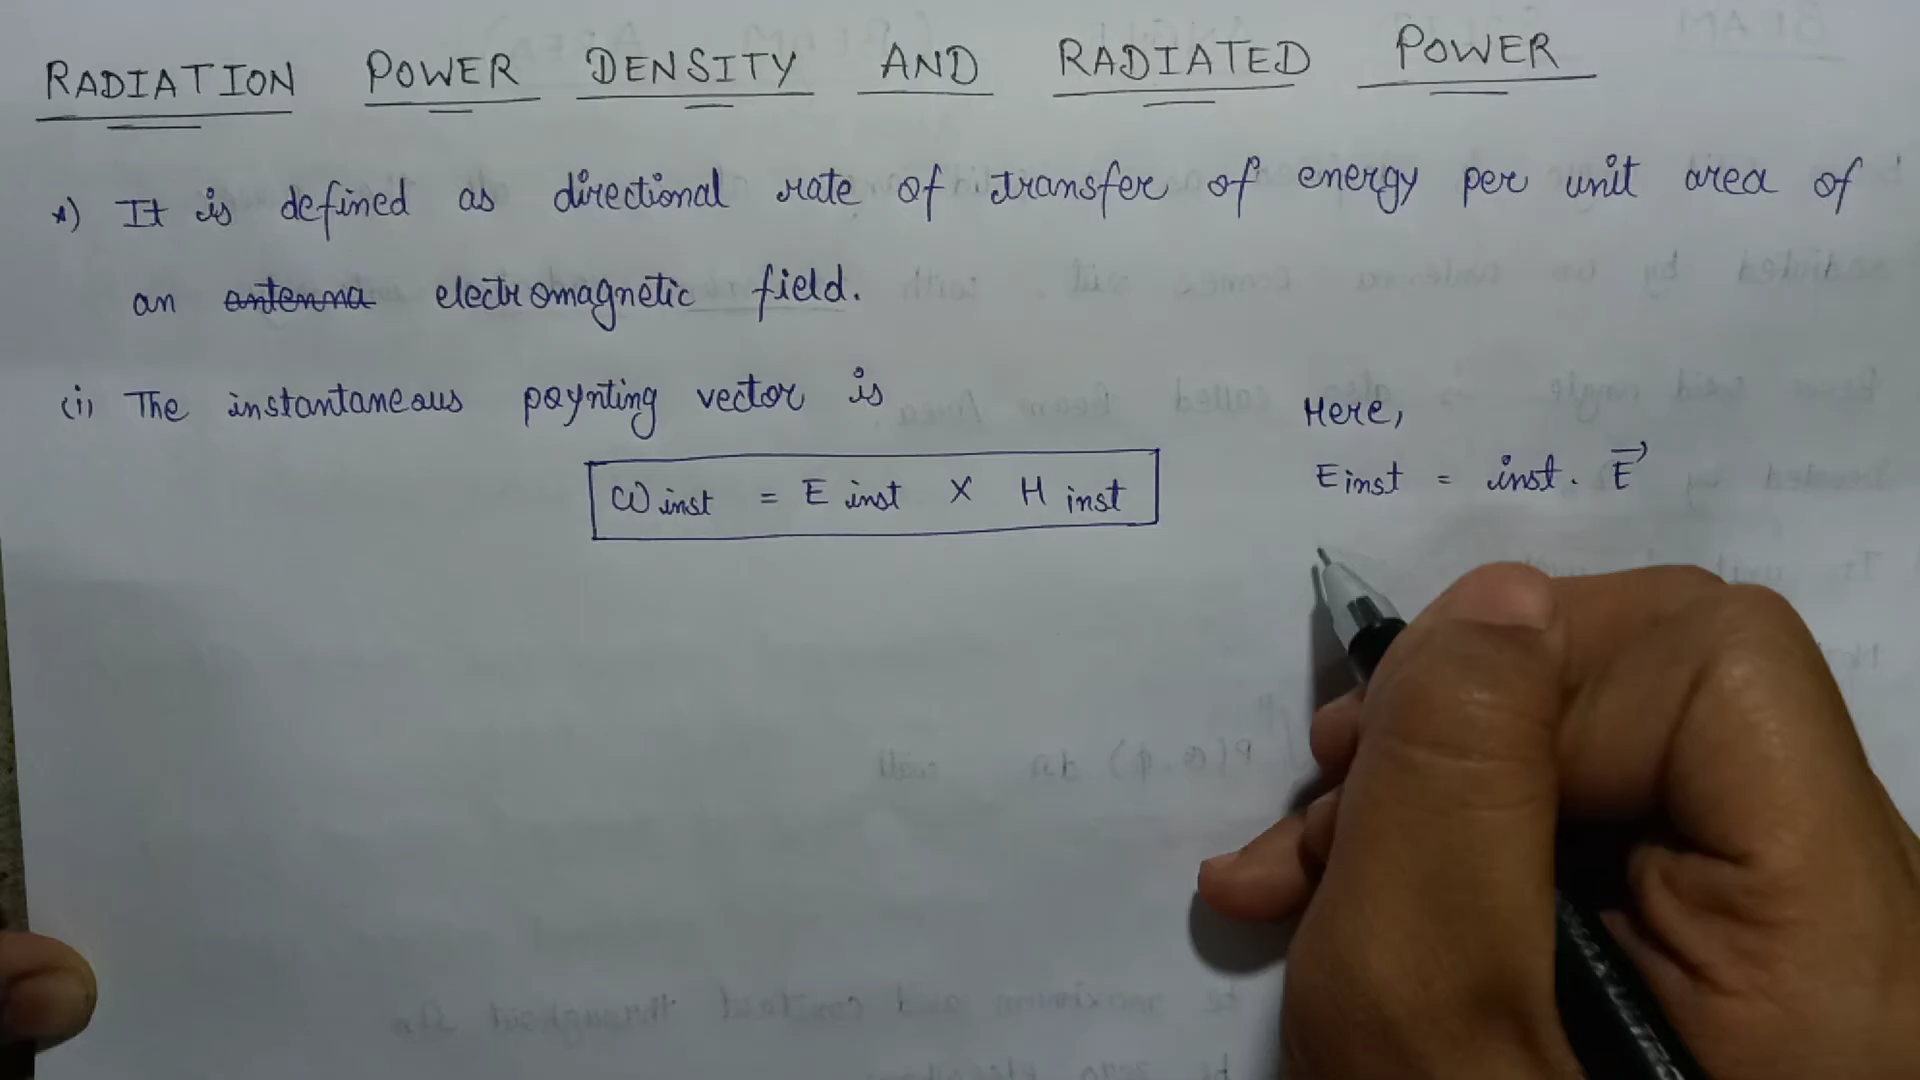 RADIATION POWER DENSITY AND RADIATED POWER
*) It is defined as directional rate of transfer of energy per unit area of
an antenna electromagnetic field.
(i) The instantaneous poynting vector is
W inst = E inst X H inst
Here,
E inst = inst. E⃗